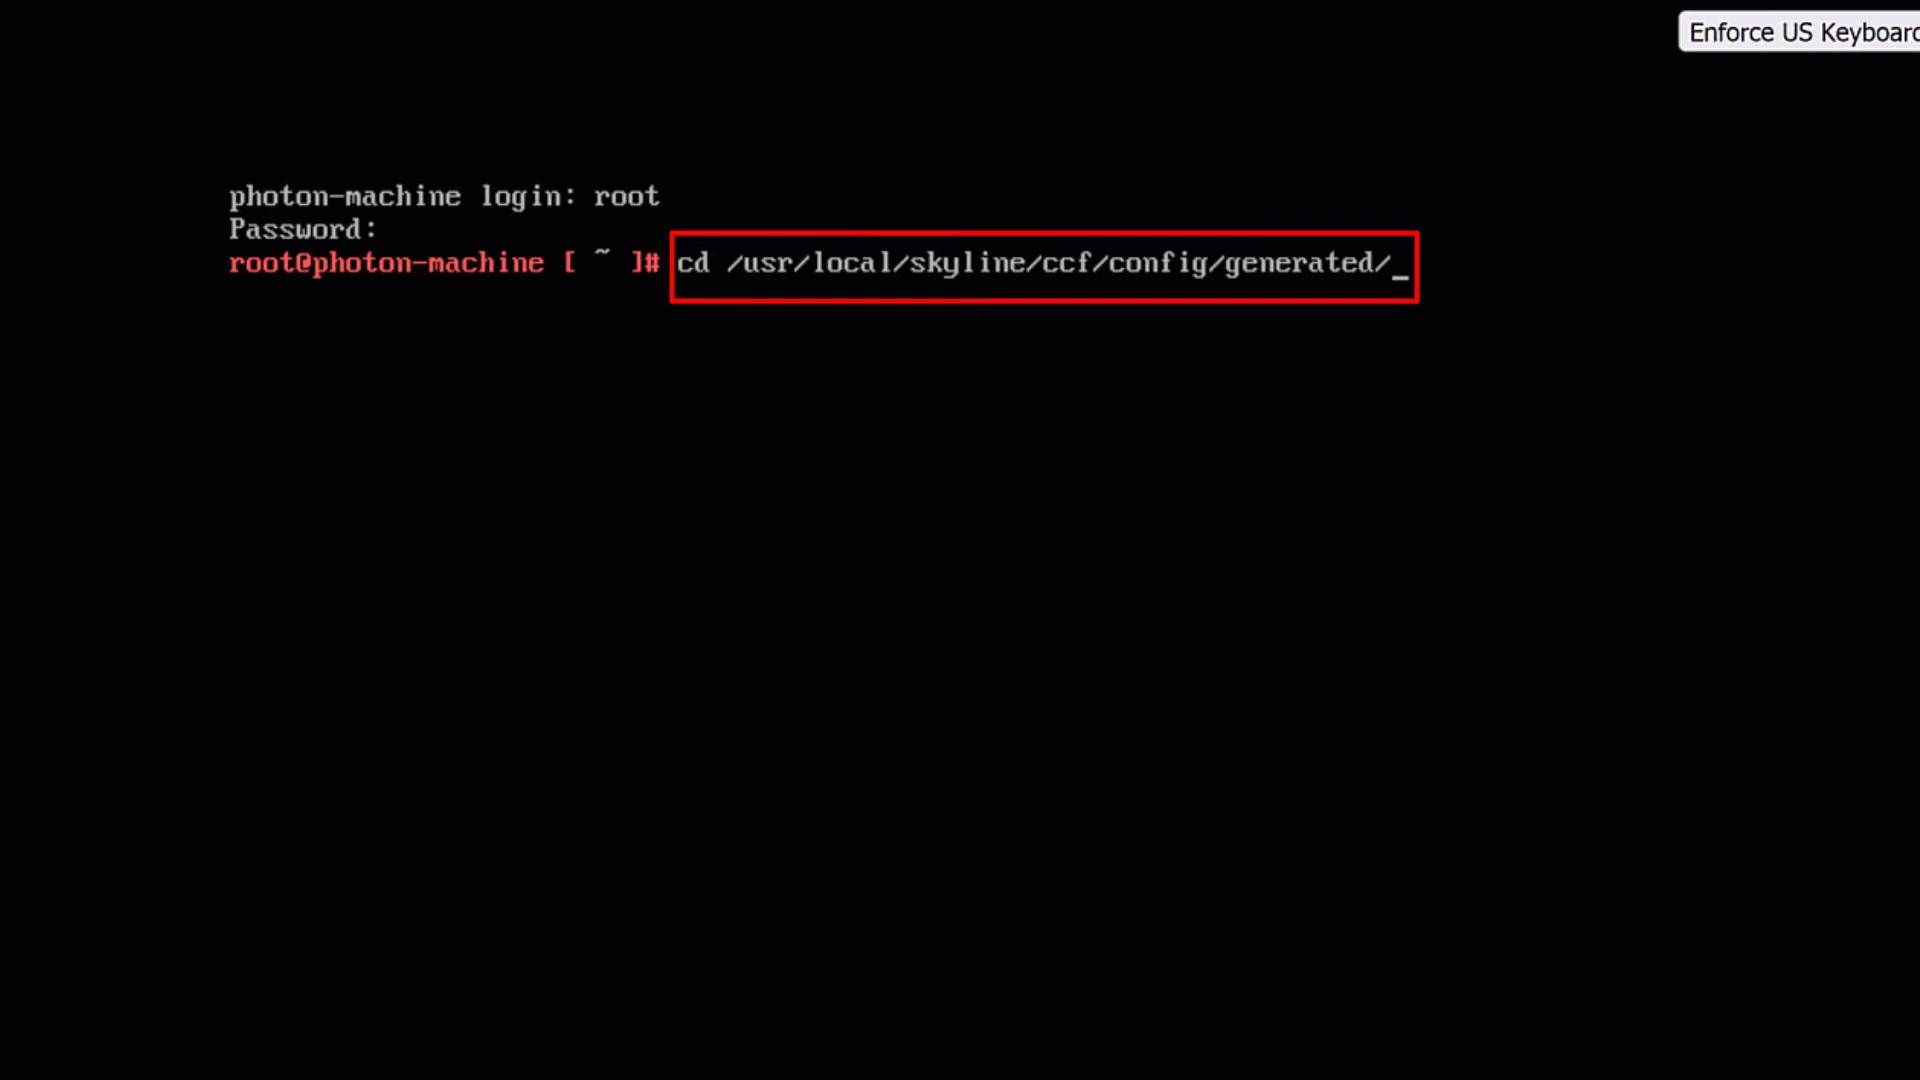 Enforce US Keyboard
photon-machine login: root
Password:
root@photon-machine [ ~ ]# cd /usr/local/skyline/ccf/config/generated/_